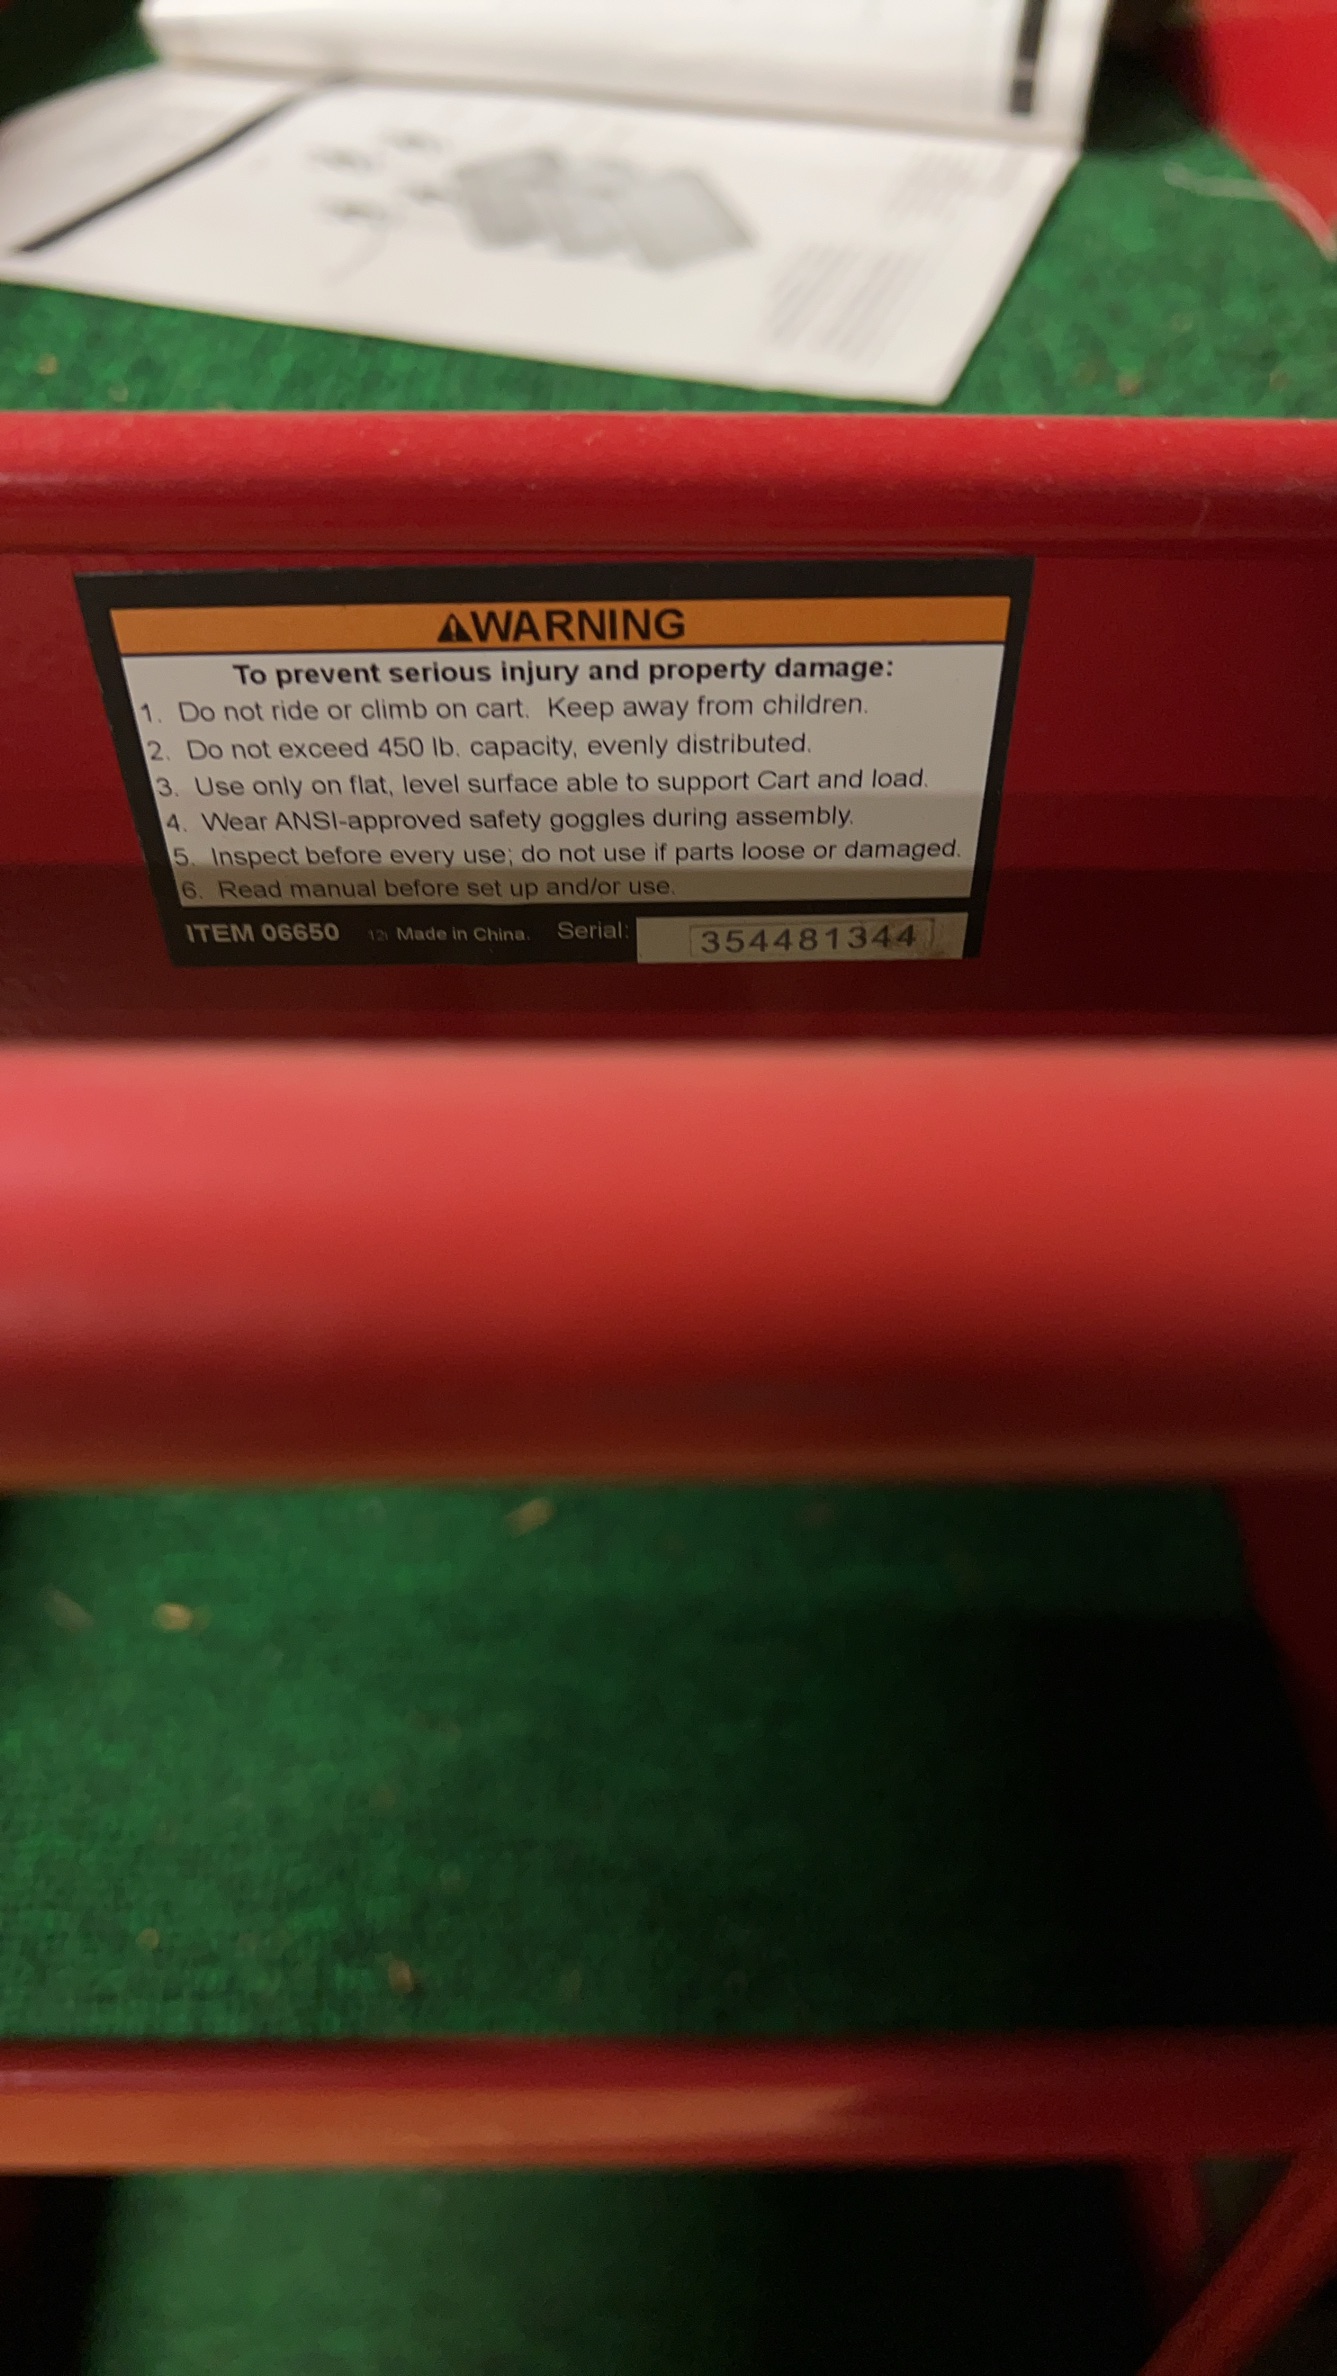 ⚠WARNING
To prevent serious injury and property damage:
1. Do not ride or climb on cart. Keep away from children.
2. Do not exceed 450 lb. capacity, evenly distributed.
3. Use only on flat, level surface able to support Cart and load.
4. Wear ANSI-approved safety goggles during assembly.
5. Inspect before every use; do not use if parts loose or damaged.
6. Read manual before set up and/or use.
ITEM 06650 12i Made in China. Serial: 354481344